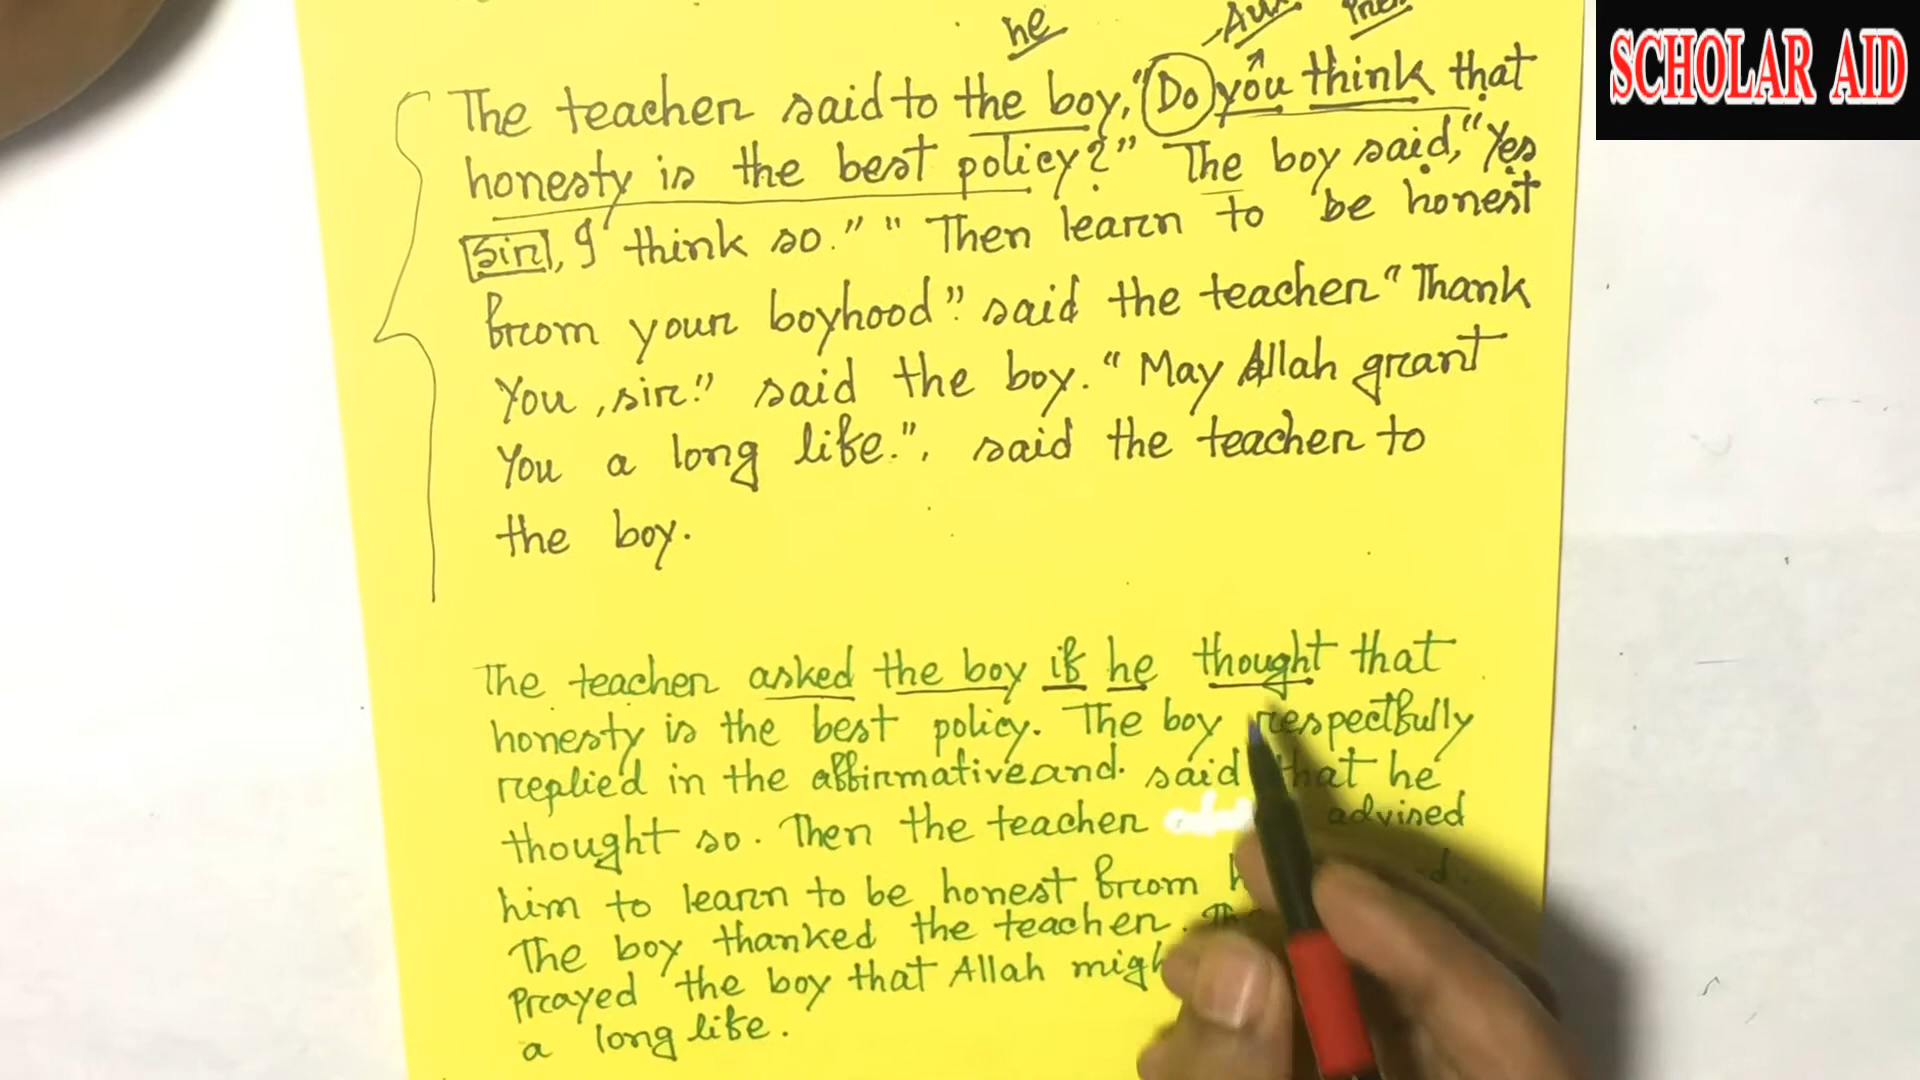 he
Aux
SCHOLAR AID
The teacher said to the boy, "Do you think that
honesty is the best policy?" The boy said, "Yes
Sir, I think so." " Then learn to be honest
from your boyhood" said the teacher "Thank
You, sir." said the boy. "May Allah grant
You a long life.", said the teacher to
the boy.
The teacher asked the boy if he thought that
honesty is the best policy. The boy respectfully
replied in the affirmative and. said that he
thought so. Then the teacher advised
him to learn to be honest from
The boy thanked the teacher.
Prayed the boy that Allah
a long life.